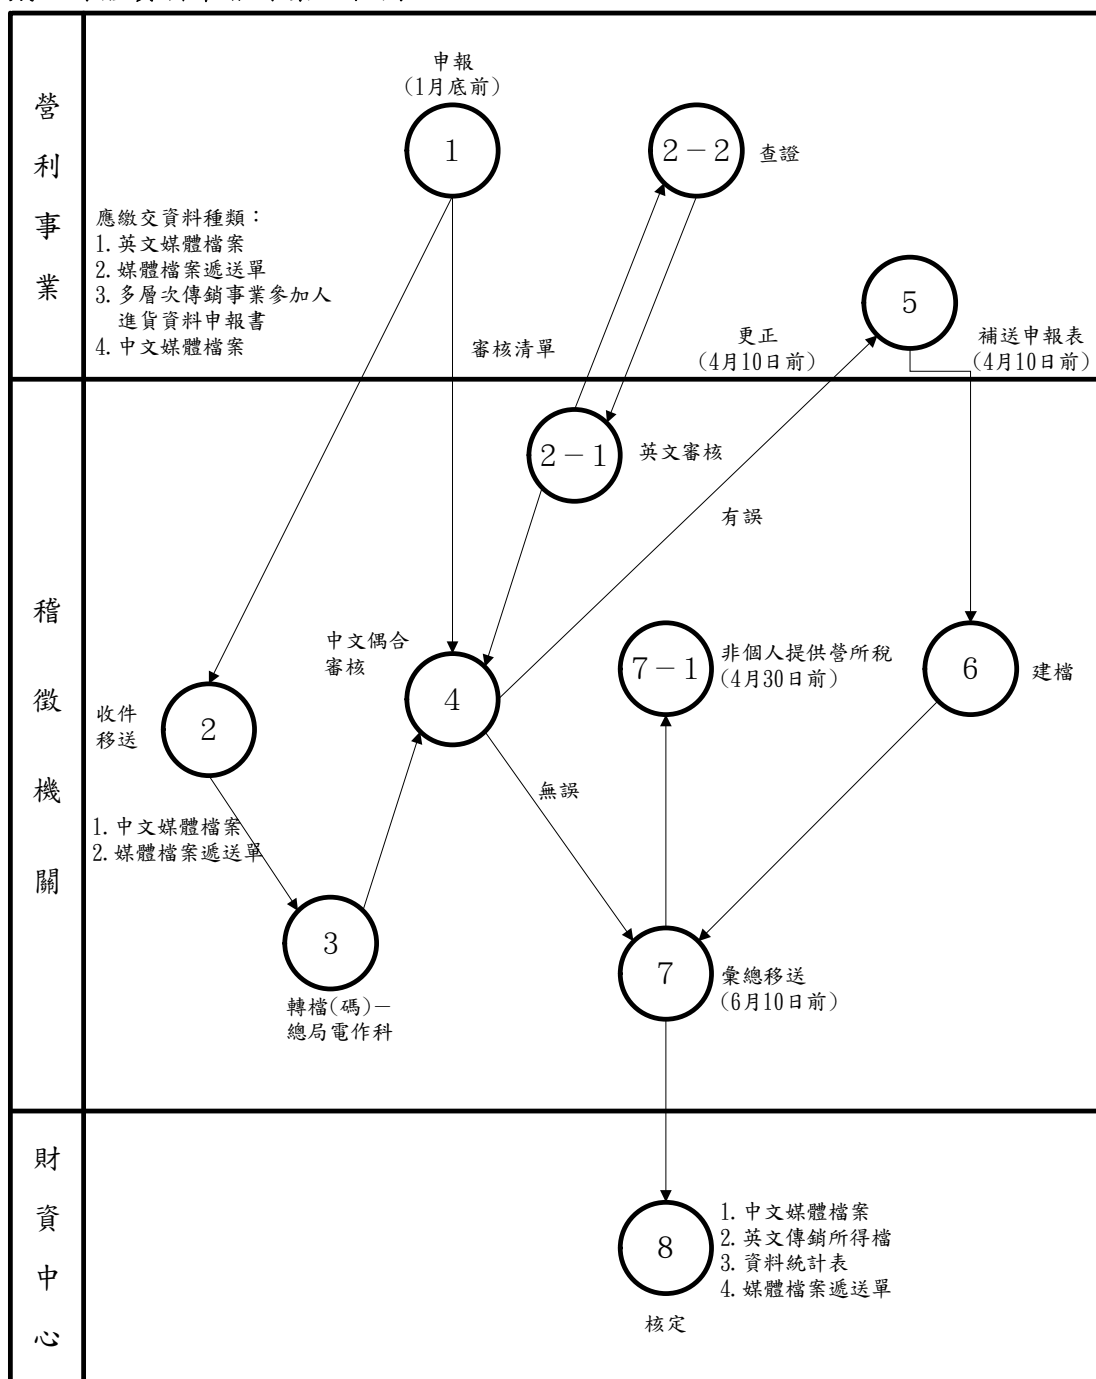 營利事業
申報
(1月底前)
1
2－2
查證
應繳交資料種類：
1.英文媒體檔案
2.媒體檔案遞送單
3.多層次傳銷事業參加人
進貨資料申報書
4.中文媒體檔案
審核清單
更正
(4月10日前)
5
補送申報表
(4月10日前)
稽徵機關
2－1
英文審核
有誤
中文偶合
審核
4
7－1
非個人提供營所稅
(4月30日前)
6
建檔
收件
移送
2
無誤
1.中文媒體檔案
2.媒體檔案遞送單
3
轉檔(碼)－
總局電作科
7
彙總移送
(6月10日前)
財資中心
8
1.中文媒體檔案
2.英文傳銷所得檔
3.資料統計表
4.媒體檔案遞送單
核定